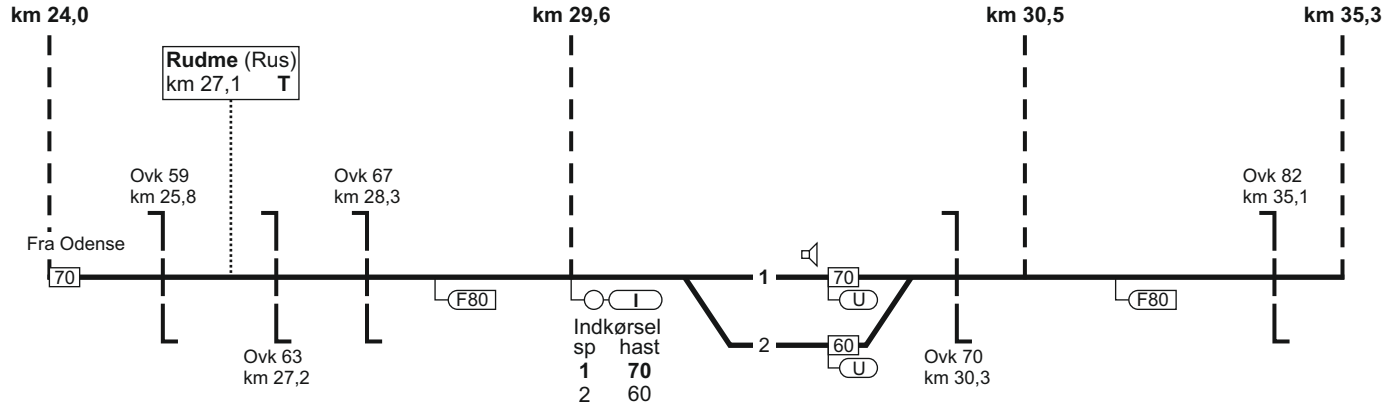 km 24,0
km 29,6
km 30,5
km 35,3
Rudme (Rus)
km 27,1 T
Ovk 59
km 25,8
Ovk 67
km 28,3
Ovk 82
km 35,1
Fra Odense
70
1
70
F80
I
U
F80
Indkørsel
sp hast
1 70
2 60
2
60
U
Ovk 63
km 27,2
Ovk 70
km 30,3